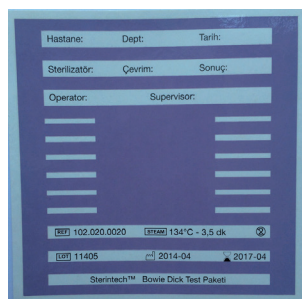 Hastane: Dept: Tarih:
Sterilizatör: Çevrim: Sonuç:
Operator: Supervisor:
REF 102.020.0020 STEAM 134°C - 3,5 dk 2
LOT 11405 2014-04 2017-04
Sterintech™ Bowie Dick Test Paketi